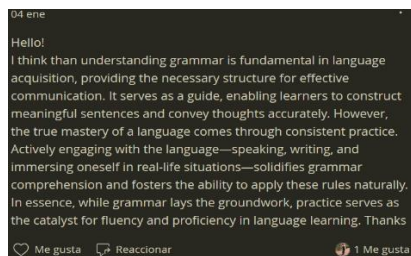 04 ene
Hello!
I think than understanding grammar is fundamental in language
acquisition, providing the necessary structure for effective
communication. It serves as a guide, enabling learners to construct
meaningful sentences and convey thoughts accurately. However,
the true mastery of a language comes through consistent practice.
Actively engaging with the language—speaking, writing, and
immersing oneself in real-life situations—solidifies grammar
comprehension and fosters the ability to apply these rules naturally.
In essence, while grammar lays the groundwork, practice serves as
the catalyst for fluency and proficiency in language learning. Thanks
Me gusta Reaccionar 1 Me gusta